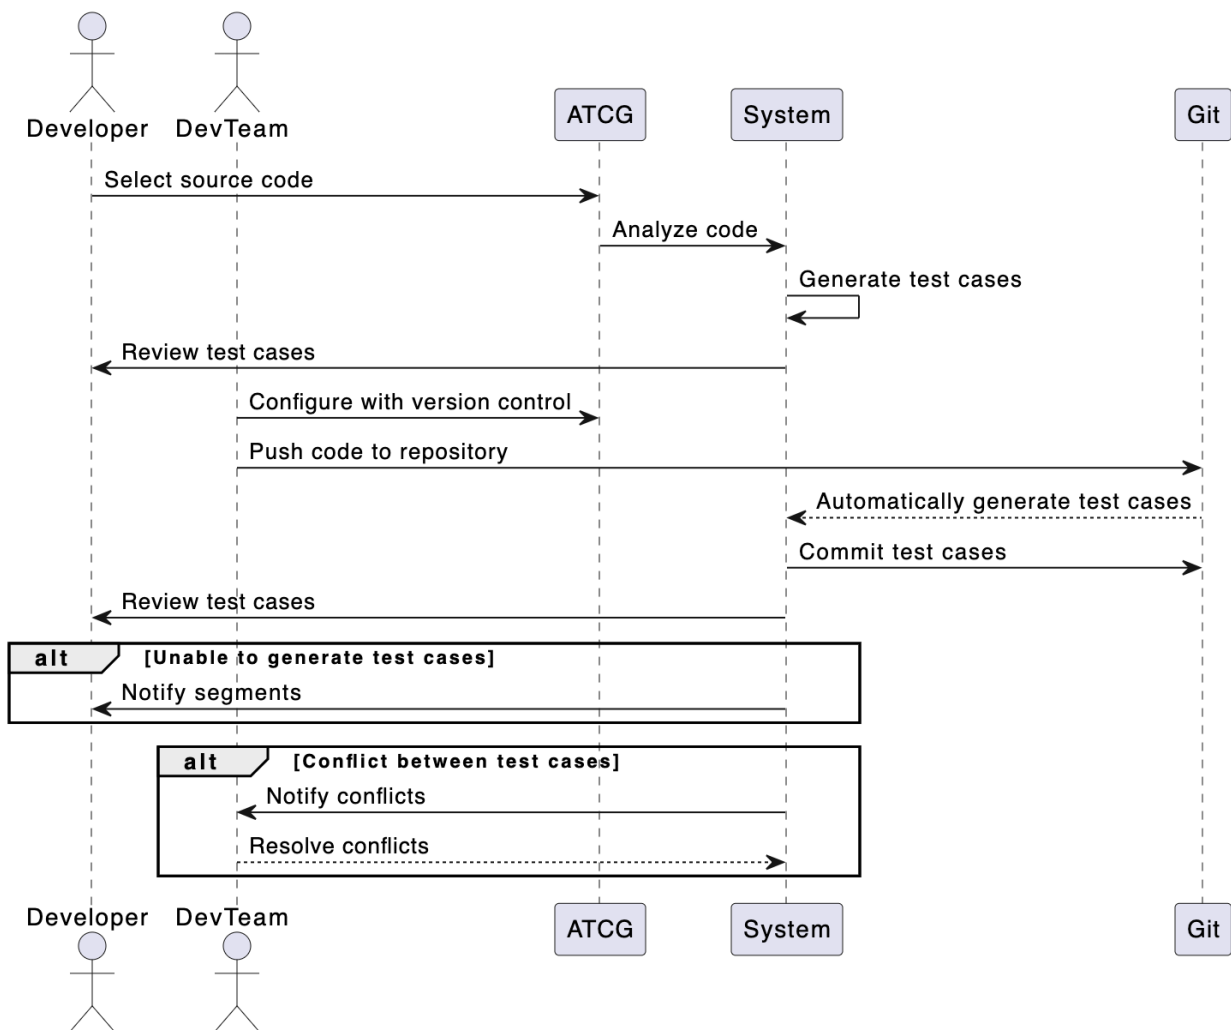 Developer DevTeam
ATCG System Git
Select source code
Analyze code
Generate test cases
Review test cases
Configure with version control
Push code to repository
Automatically generate test cases
Commit test cases
Review test cases
alt [Unable to generate test cases]
Notify segments
alt [Conflict between test cases]
Notify conflicts
Resolve conflicts
Developer DevTeam
ATCG System Git